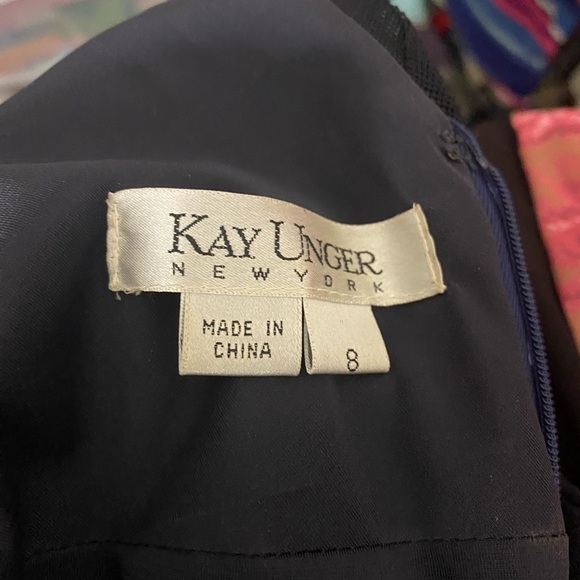 KAY UNGER
NEW YORK
MADE IN
CHINA
8